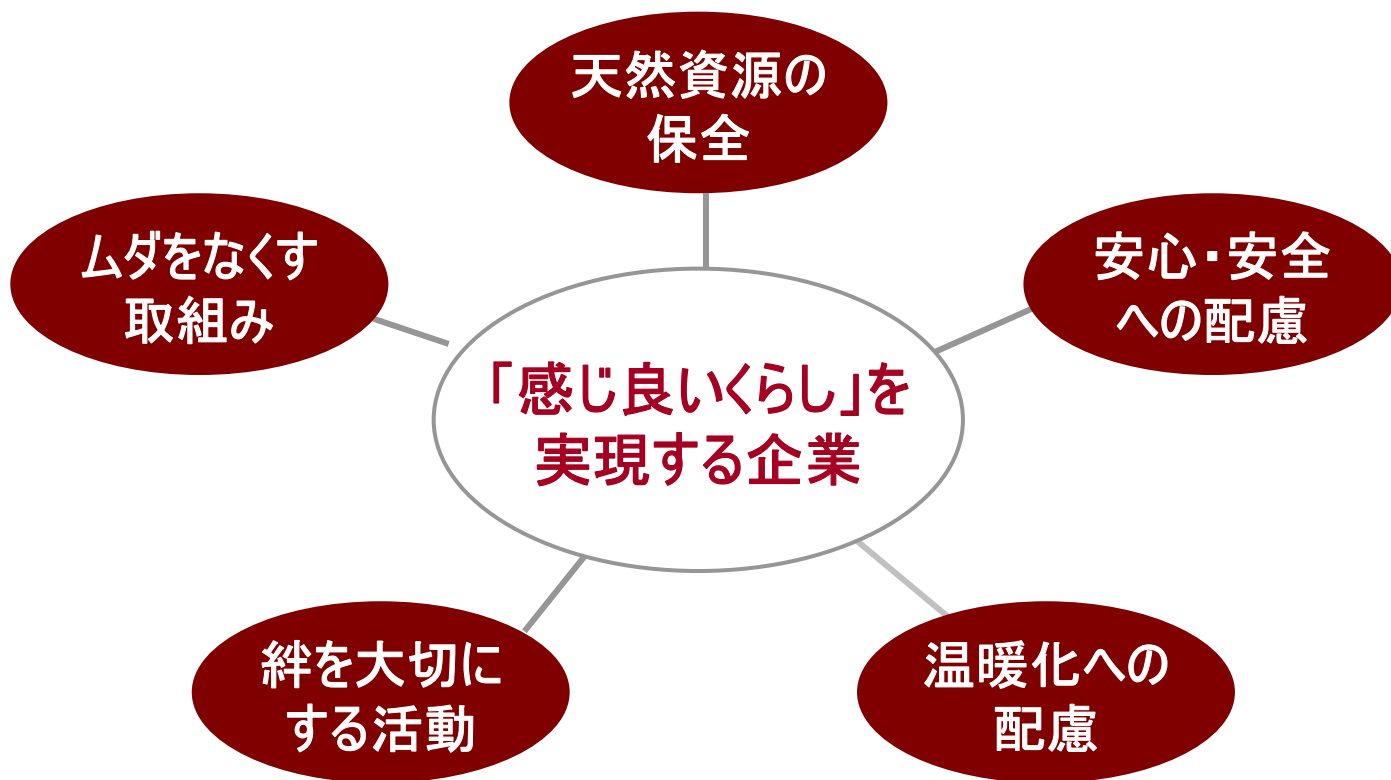 天然資源の
保全
ムダをなくす
取組み
安心・安全
への配慮
「感じ良いくらし」を
実現する企業
絆を大切に
する活動
温暖化への
配慮